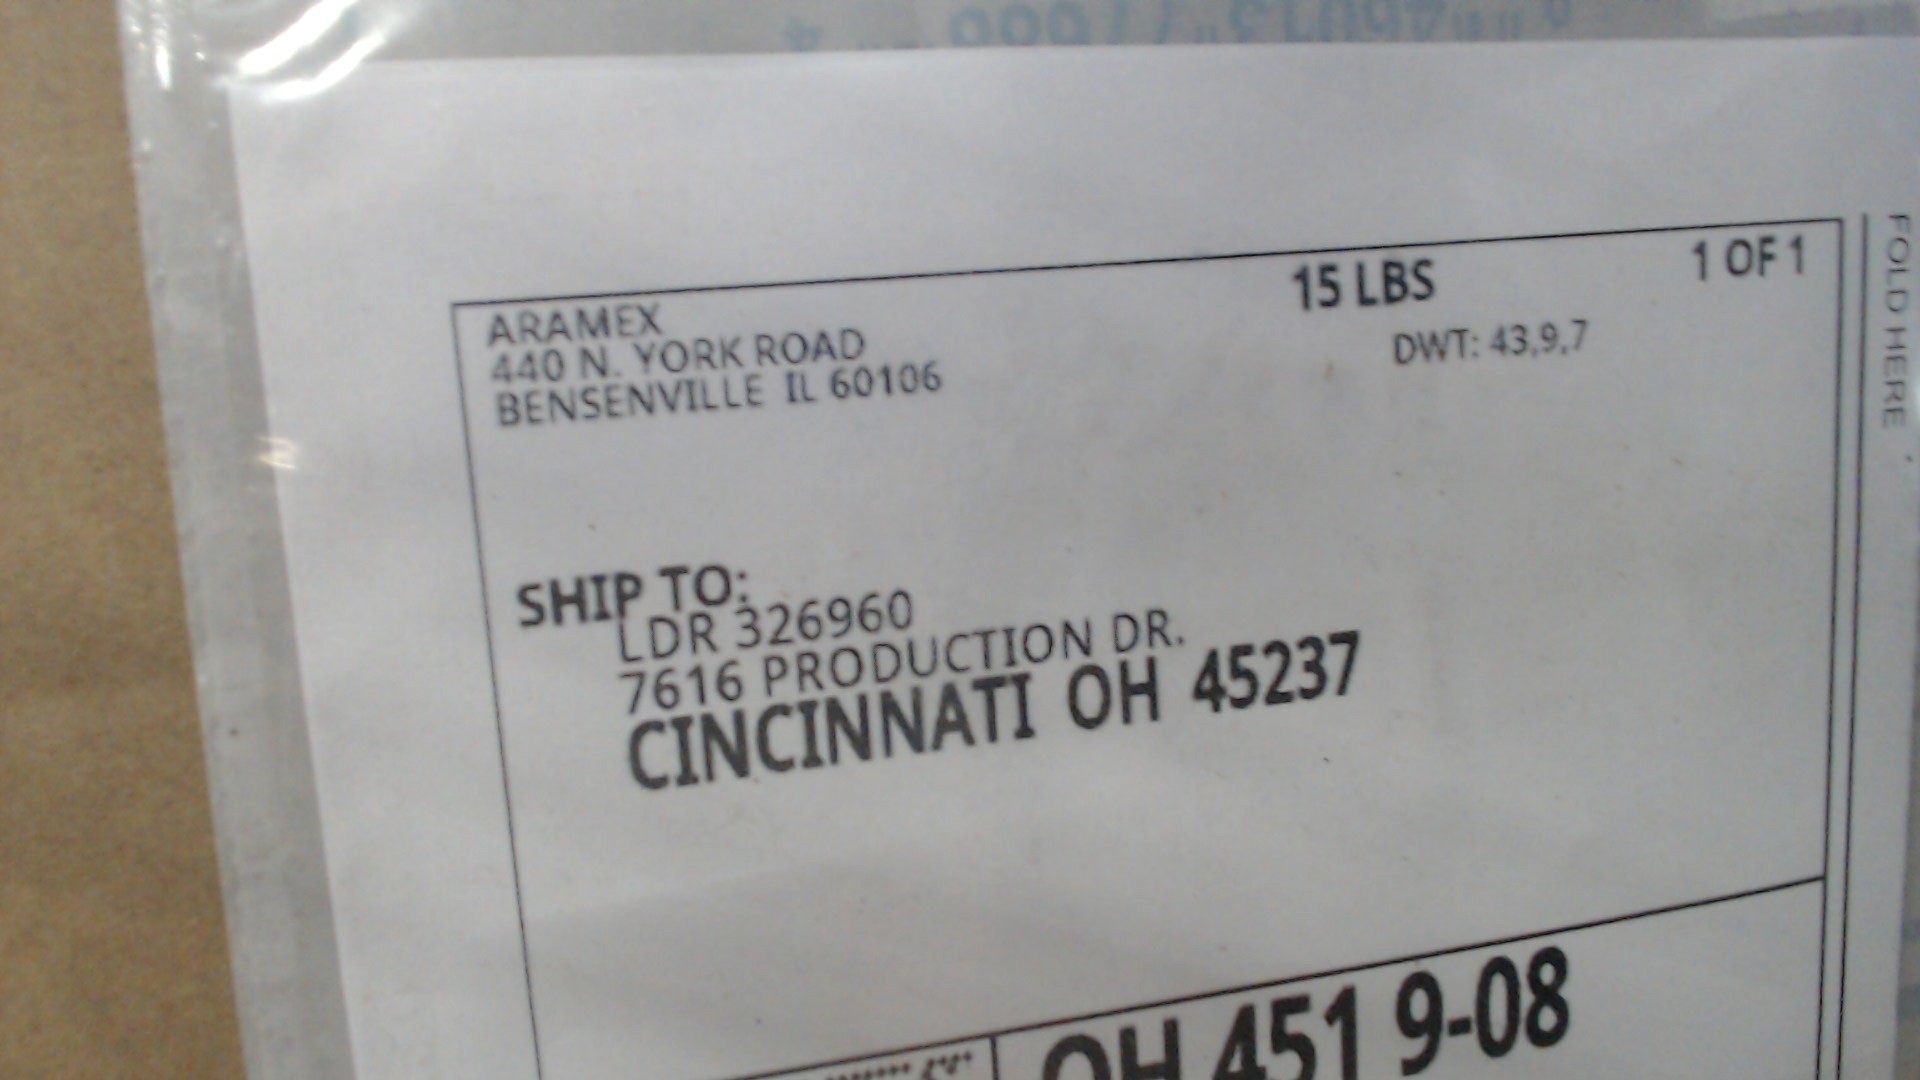 ARAMEX
440 N. YORK ROAD
BENSENVILLE IL 60106
15 LBS
1 OF 1
DWT: 43,9,7
SHIP TO:
LDR 326960
7616 PRODUCTION DR.
CINCINNATI OH 45237
OH 451 9-08
FOLD HERE